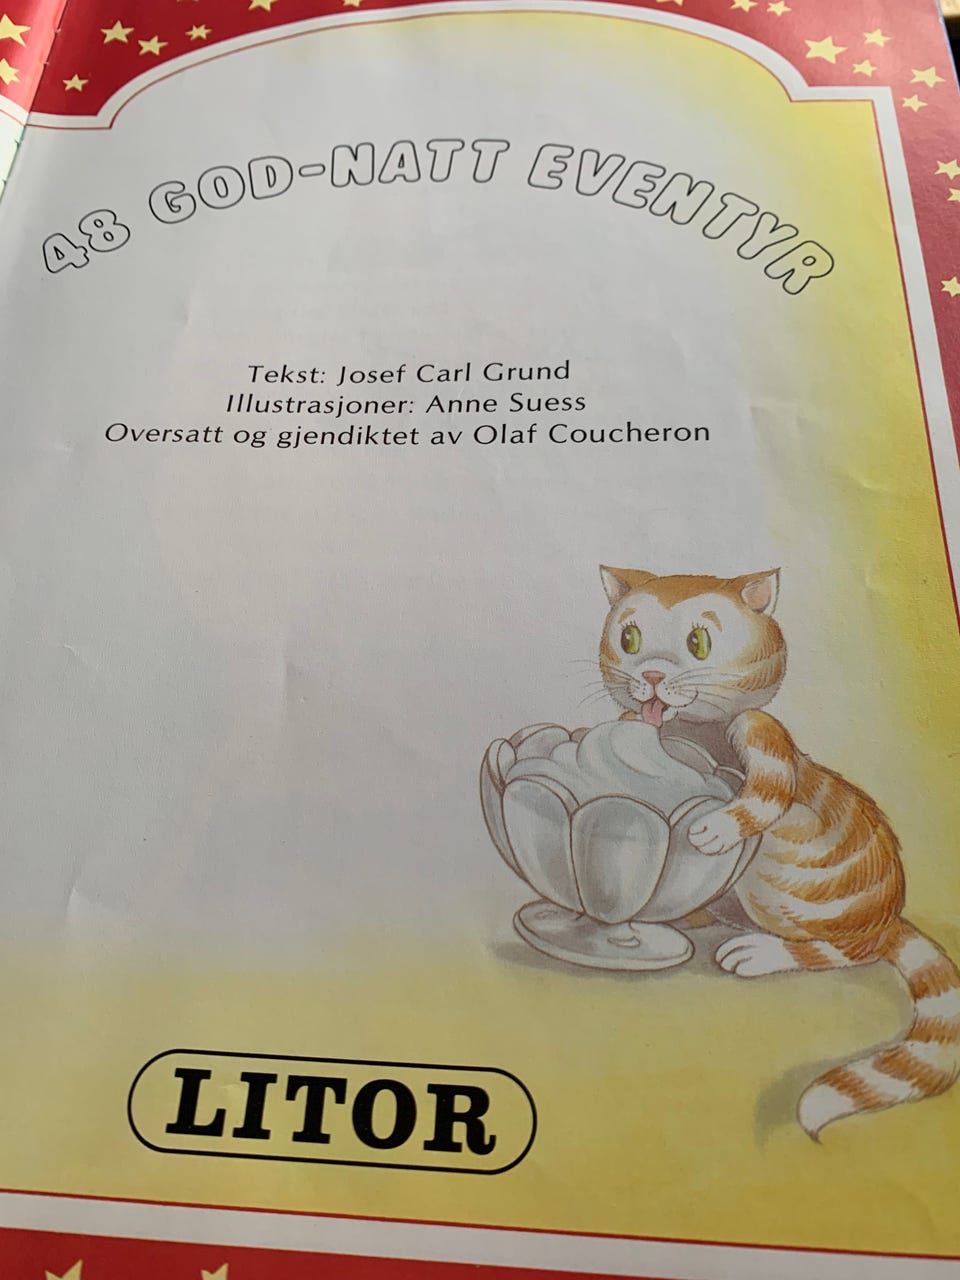 48 GOD-NATT EVENTYR
Tekst: Josef Carl Grund
Illustrasjoner: Anne Suess
Oversatt og gjendiktet av Olaf Coucheron
LITOR